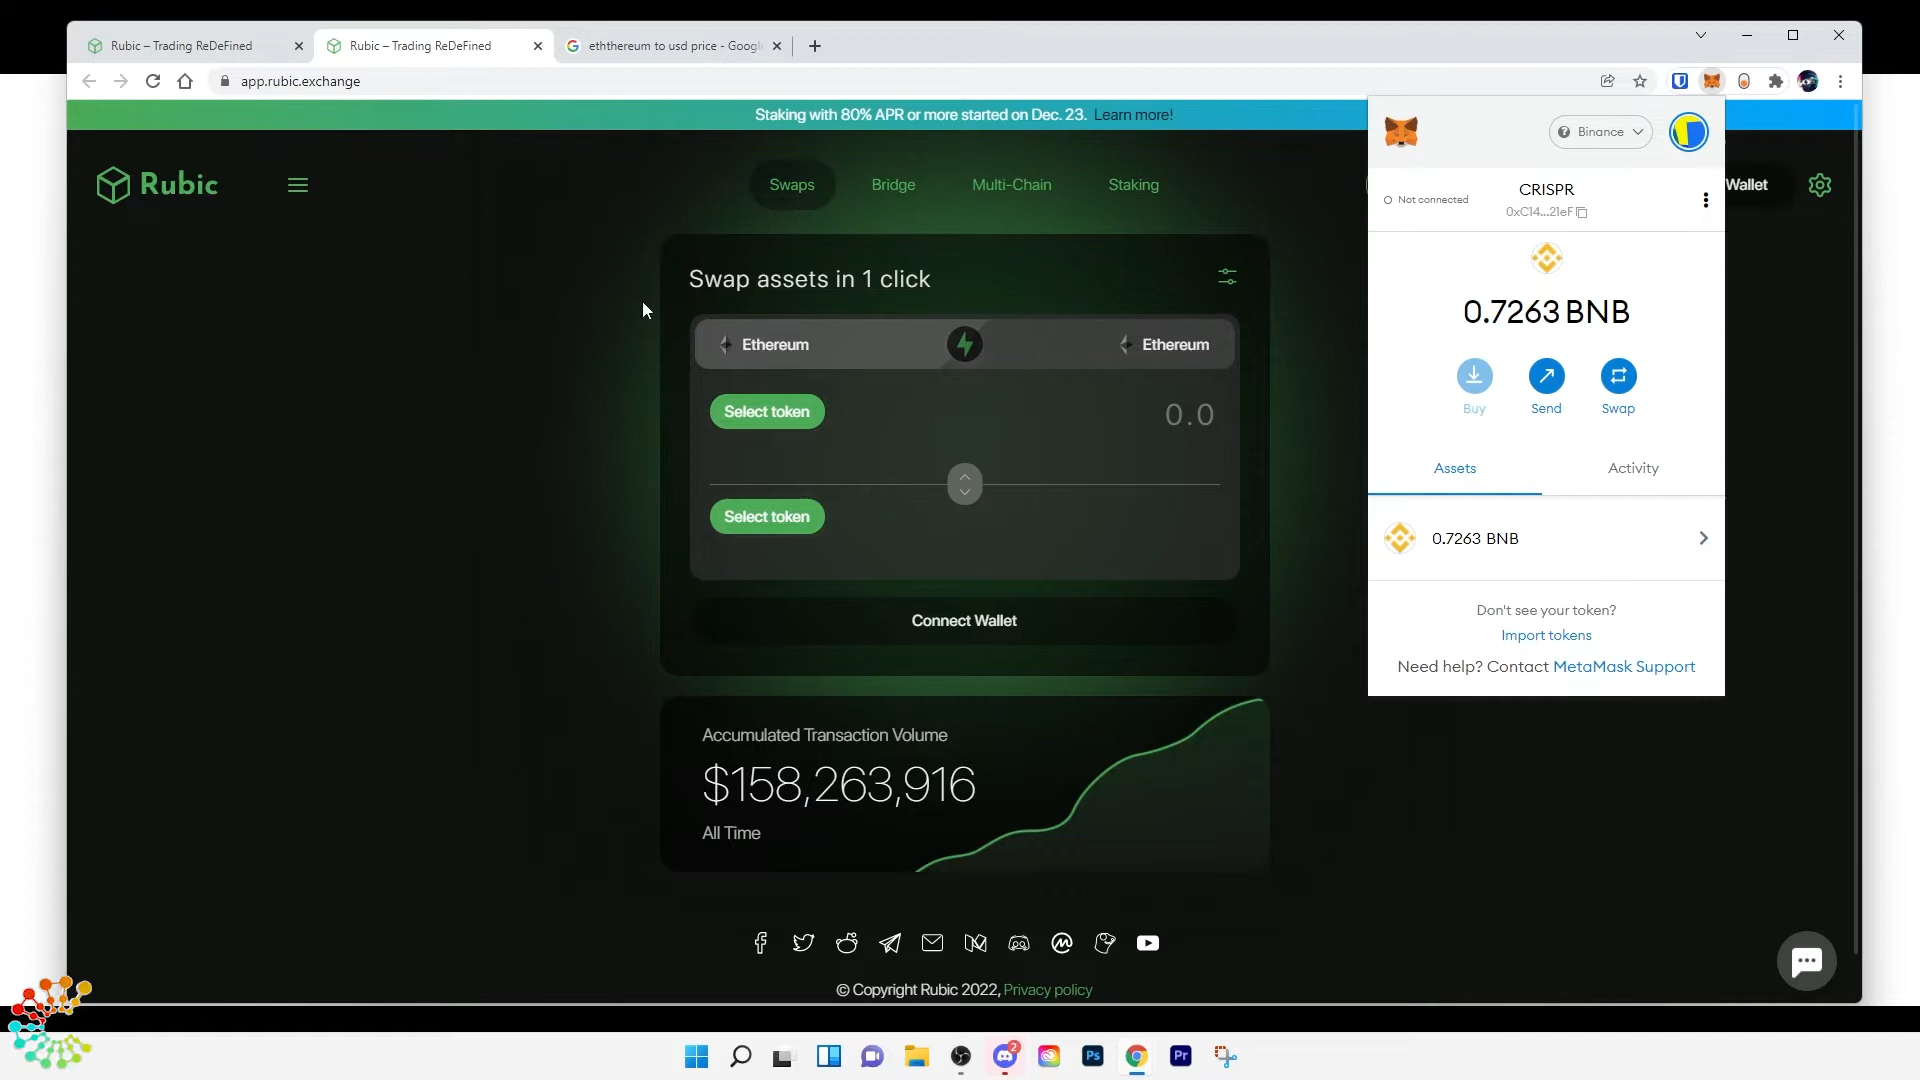 Rubic – Trading ReDeFined
Rubic – Trading ReDeFined
eththereum to usd price - Googl
app.rubic.exchange
Staking with 80% APR or more started on Dec. 23. Learn more!
Binance
Rubic
Swaps
Bridge
Multi-Chain
Staking
Wallet
Not connected
CRISPR
0xC14...21eF
Swap assets in 1 click
0.7263 BNB
Ethereum
Ethereum
Buy
Send
Swap
Select token
0.0
Assets
Activity
Select token
0.7263 BNB
Connect Wallet
Don't see your token?
Import tokens
Need help? Contact MetaMask Support
Accumulated Transaction Volume
$158,263,916
All Time
© Copyright Rubic 2022, Privacy policy
2
Ps
Pr